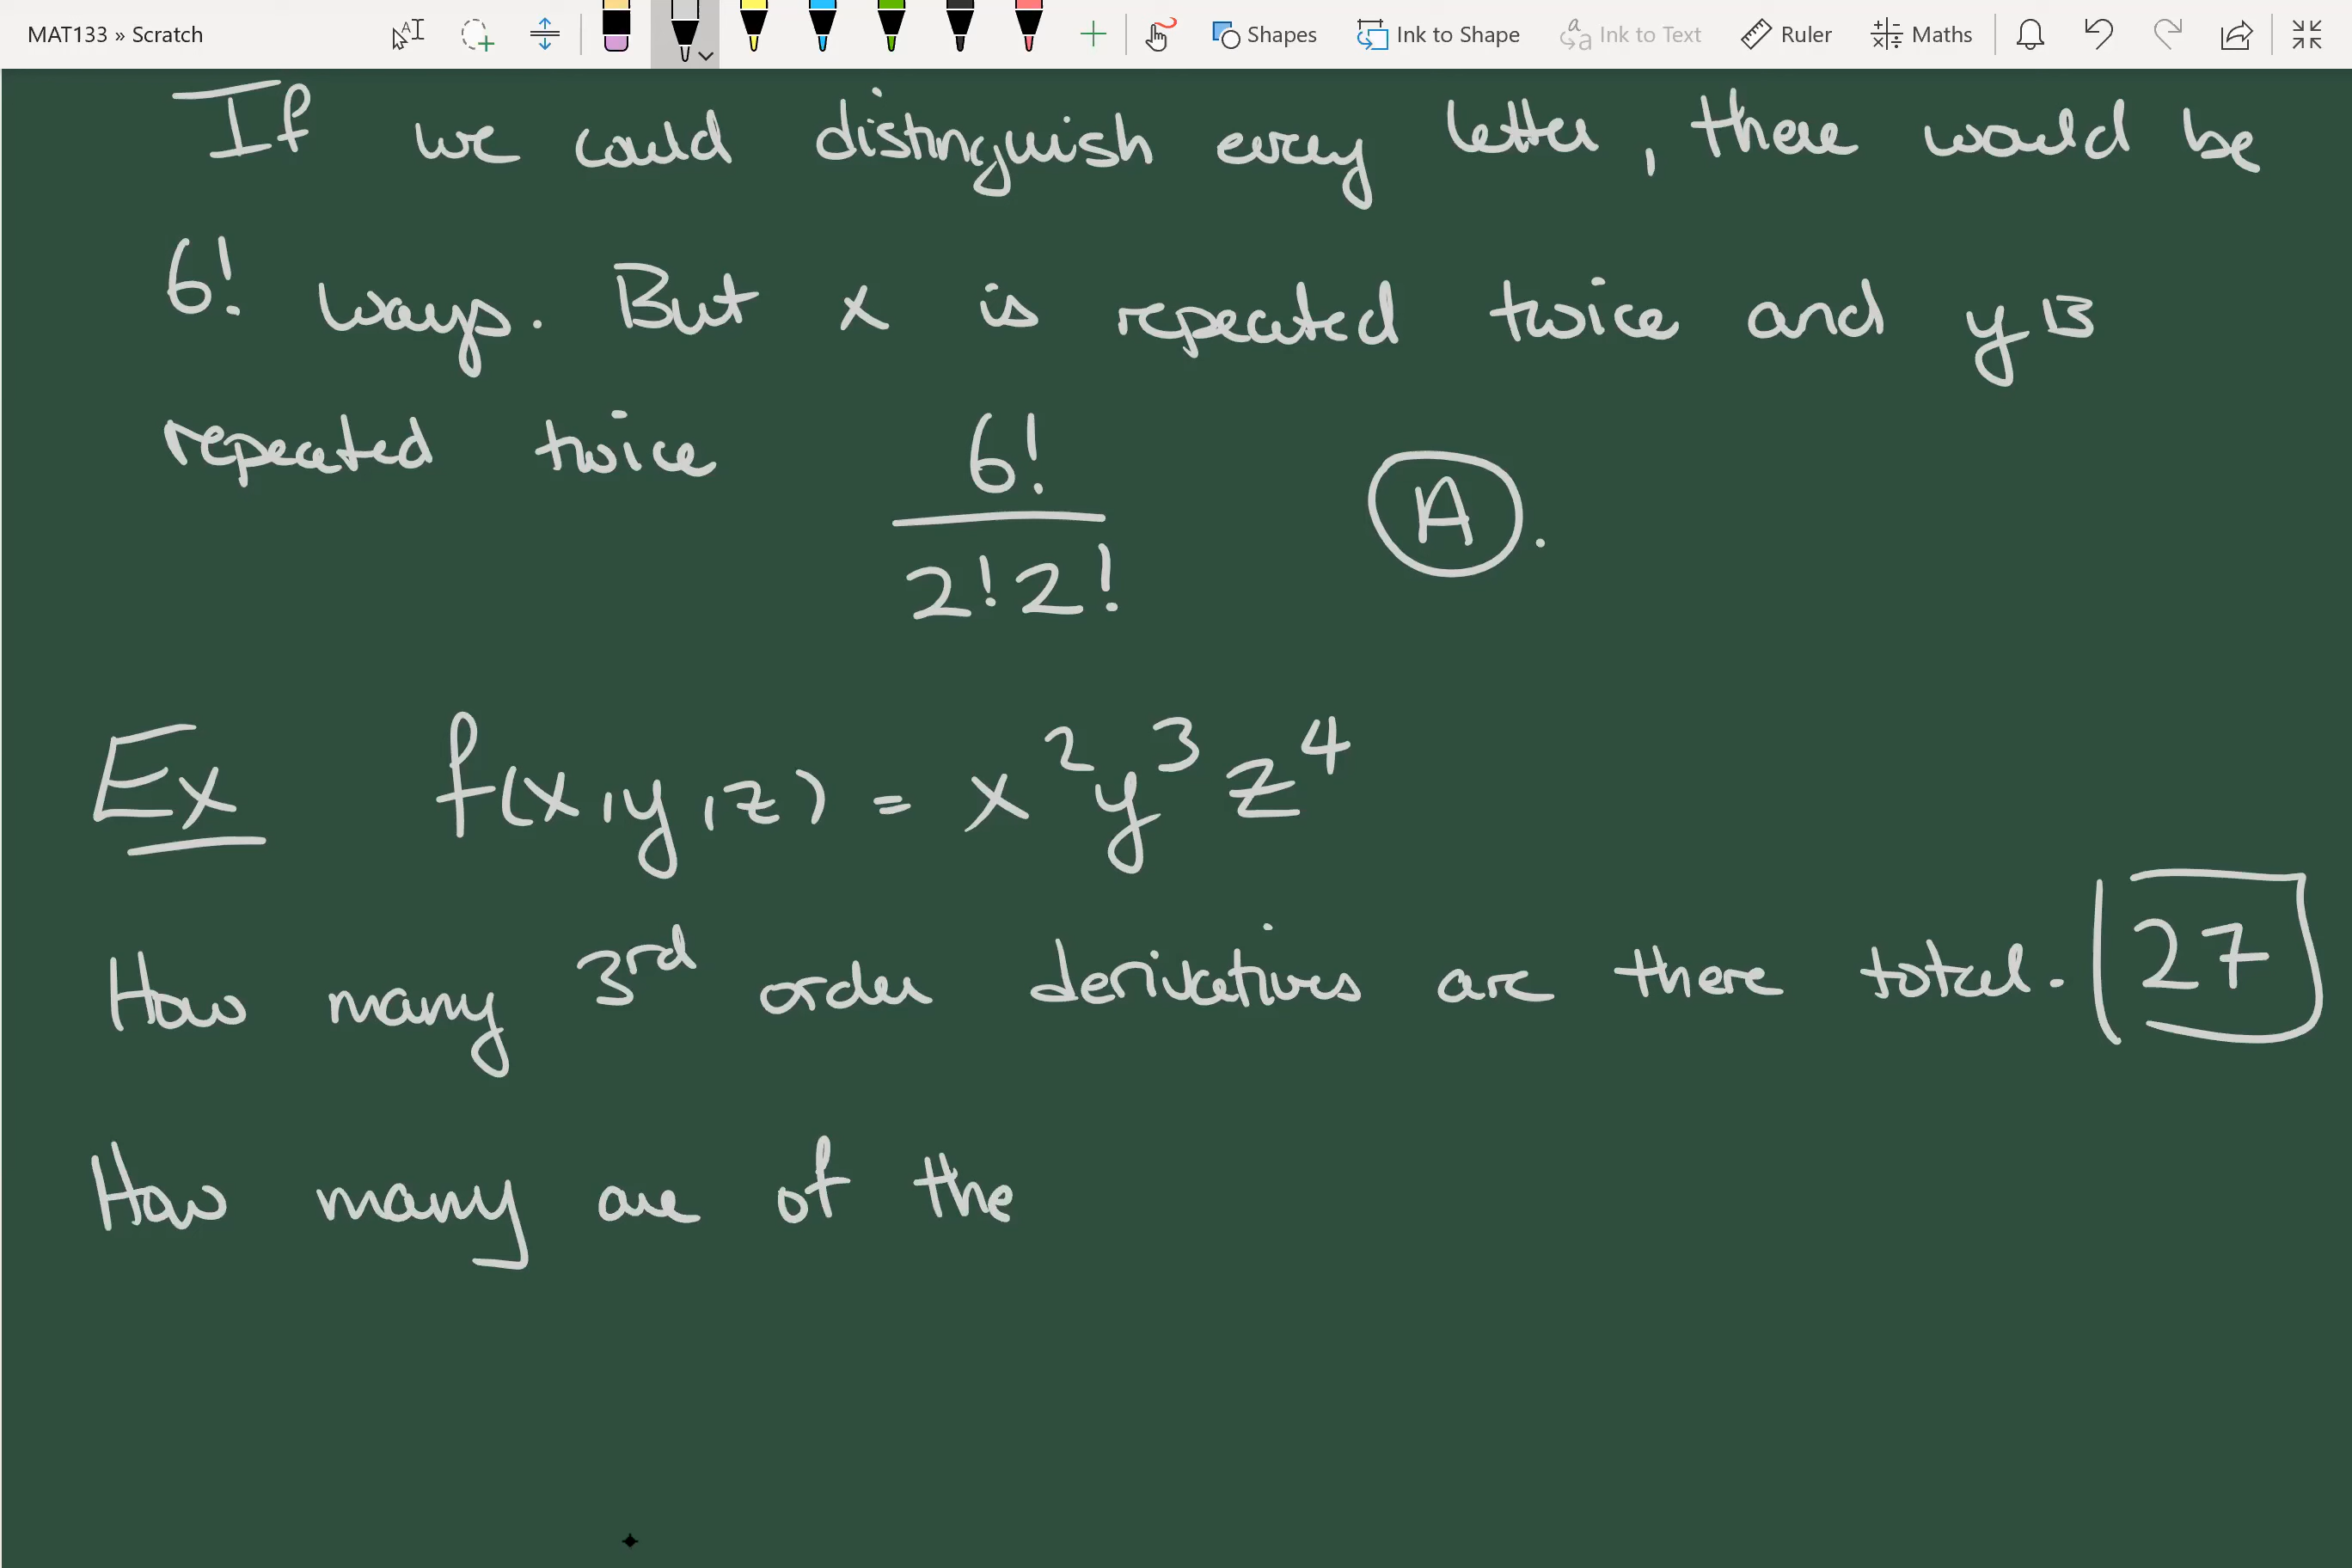 MAT133 » Scratch
Shapes Ink to Shape Ink to Text Ruler Maths
If we could distinguish every letter, there would be
6! ways. But x is repeated twice and y is
repeated twice 6!/2!2! A.
Ex f(x,y,z) = x²y³z⁴
How many 3rd order derivatives are there total. 27
How many are of the